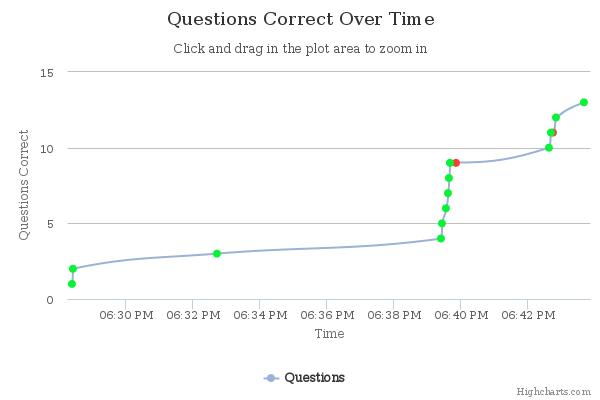 Questions Correct Over Time
Click and drag in the plot area to zoom in
Questions Correct
15
10
5
0
06:30 PM 06:32 PM 06:34 PM 06:36 PM 06:38 PM 06:40 PM 06:42 PM
Time
Questions
Highcharts.com